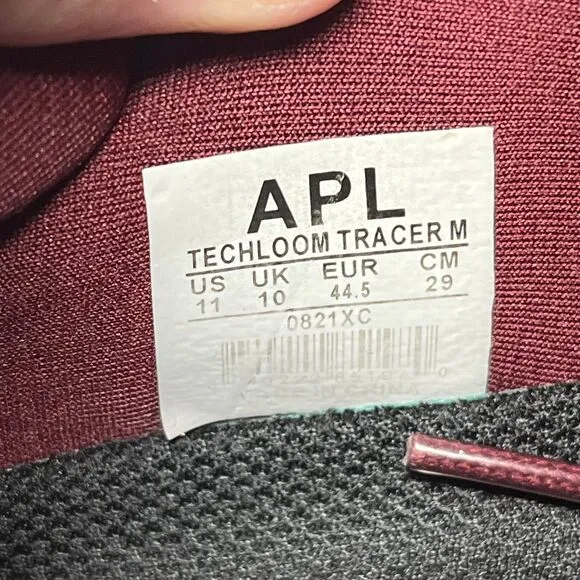 APL
TECHLOOM TRACER M
US UK EUR CM
11 10 44.5 29
0821XC